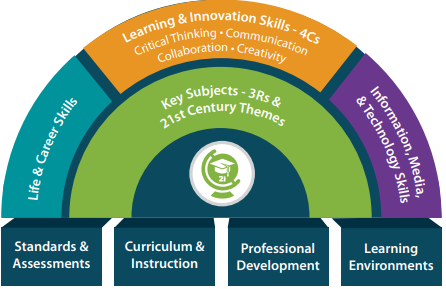 Learning & Innovation Skills - 4Cs
Critical Thinking • Communication
Collaboration • Creativity
Life & Career Skills
Key Subjects - 3Rs &
21st Century Themes
Information, Media,
& Technology Skills
21
Standards &
Assessments
Curriculum &
Instruction
Professional
Development
Learning
Environments